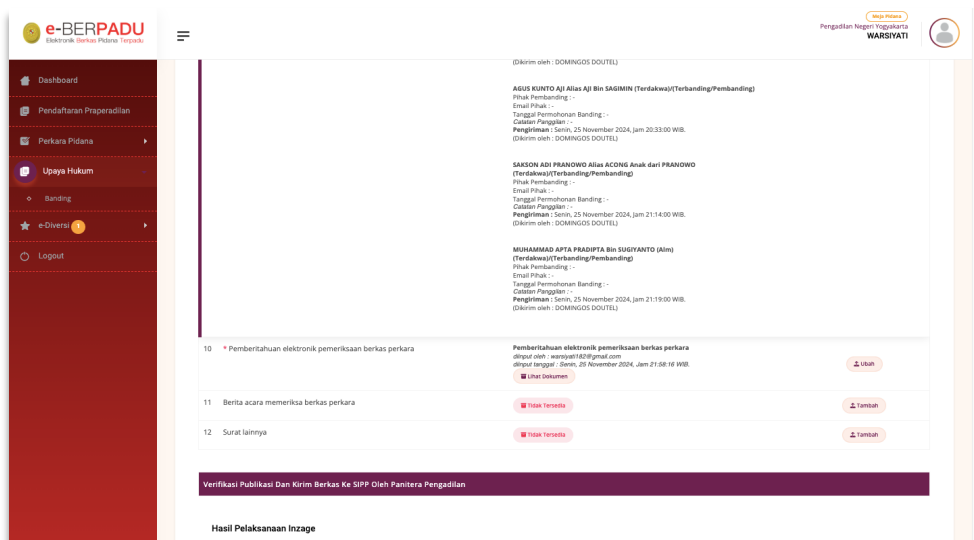 e-BERPADU
Elektronik Berkas Pidana Terpadu
Meja Pidana
Pengadilan Negeri Yogyakarta
WARSIYATI
Dashboard
Pendaftaran Praperadilan
Perkara Pidana
Upaya Hukum
Banding
e-Diversi 1
Logout
(Dikirim oleh : DOMINGOS DOUTEL)
AGUS KUNTO AJI Alias AJI Bin SAGIMIN (Terdakwa)/(Terbanding/Pembanding)
Pihak Pembanding : -
Email Pihak : -
Tanggal Permohonan Banding : -
Catatan Panggilan : -
Pengiriman : Senin, 25 November 2024, Jam 20:33:00 WIB.
(Dikirim oleh : DOMINGOS DOUTEL)
SAKSON ADI PRANOWO Alias ACONG Anak dari PRANOWO
(Terdakwa)/(Terbanding/Pembanding)
Pihak Pembanding : -
Email Pihak : -
Tanggal Permohonan Banding : -
Catatan Panggilan : -
Pengiriman : Senin, 25 November 2024, Jam 21:14:00 WIB.
(Dikirim oleh : DOMINGOS DOUTEL)
MUHAMMAD APTA PRADIPTA Bin SUGIYANTO (Alm)
(Terdakwa)/(Terbanding/Pembanding)
Pihak Pembanding : -
Email Pihak : -
Tanggal Permohonan Banding : -
Catatan Panggilan : -
Pengiriman : Senin, 25 November 2024, Jam 21:19:00 WIB.
(Dikirim oleh : DOMINGOS DOUTEL)
10 * Pemberitahuan elektronik pemeriksaan berkas perkara
Pemberitahuan elektronik pemeriksaan berkas perkara
diinput oleh : warsiyati182@gmail.com
diinput tanggal : Senin, 25 November 2024, Jam 21:58:16 WIB.
Lihat Dokumen
Ubah
11 Berita acara memeriksa berkas perkara
Tidak Tersedia
Tambah
12 Surat lainnya
Tidak Tersedia
Tambah
Verifikasi Publikasi Dan Kirim Berkas Ke SIPP Oleh Panitera Pengadilan
Hasil Pelaksanaan Inzage